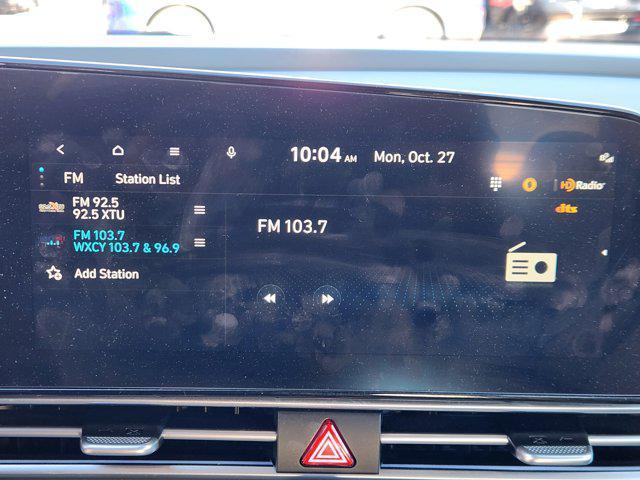 10:04 AM Mon, Oct. 27
FM Station List
HD Radio
dts
FM 92.5
92.5 XTU
FM 103.7
WXCY 103.7 & 96.9
Add Station
FM 103.7